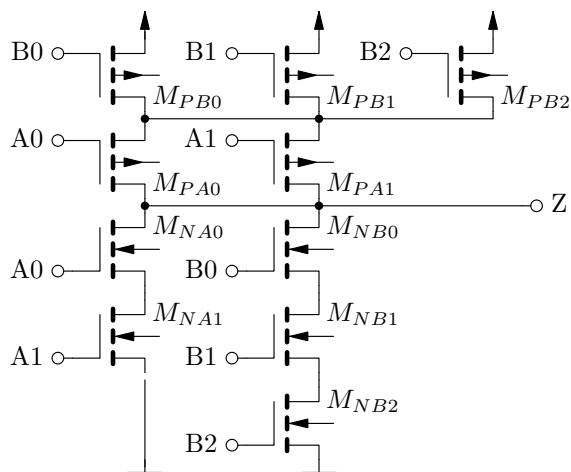 B0 B1 B2
M_{PB0} M_{PB1} M_{PB2}
A0 A1
M_{PA0} M_{PA1}
Z
M_{NA0} M_{NB0}
A0 B0
M_{NA1} M_{NB1}
A1 B1
M_{NB2}
B2